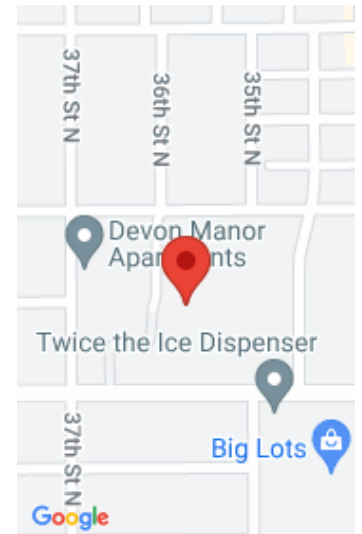 37th St N
36th St N
35th St N
Devon Manor
Apartments
Twice the Ice Dispenser
37th St N
Big Lots
Google